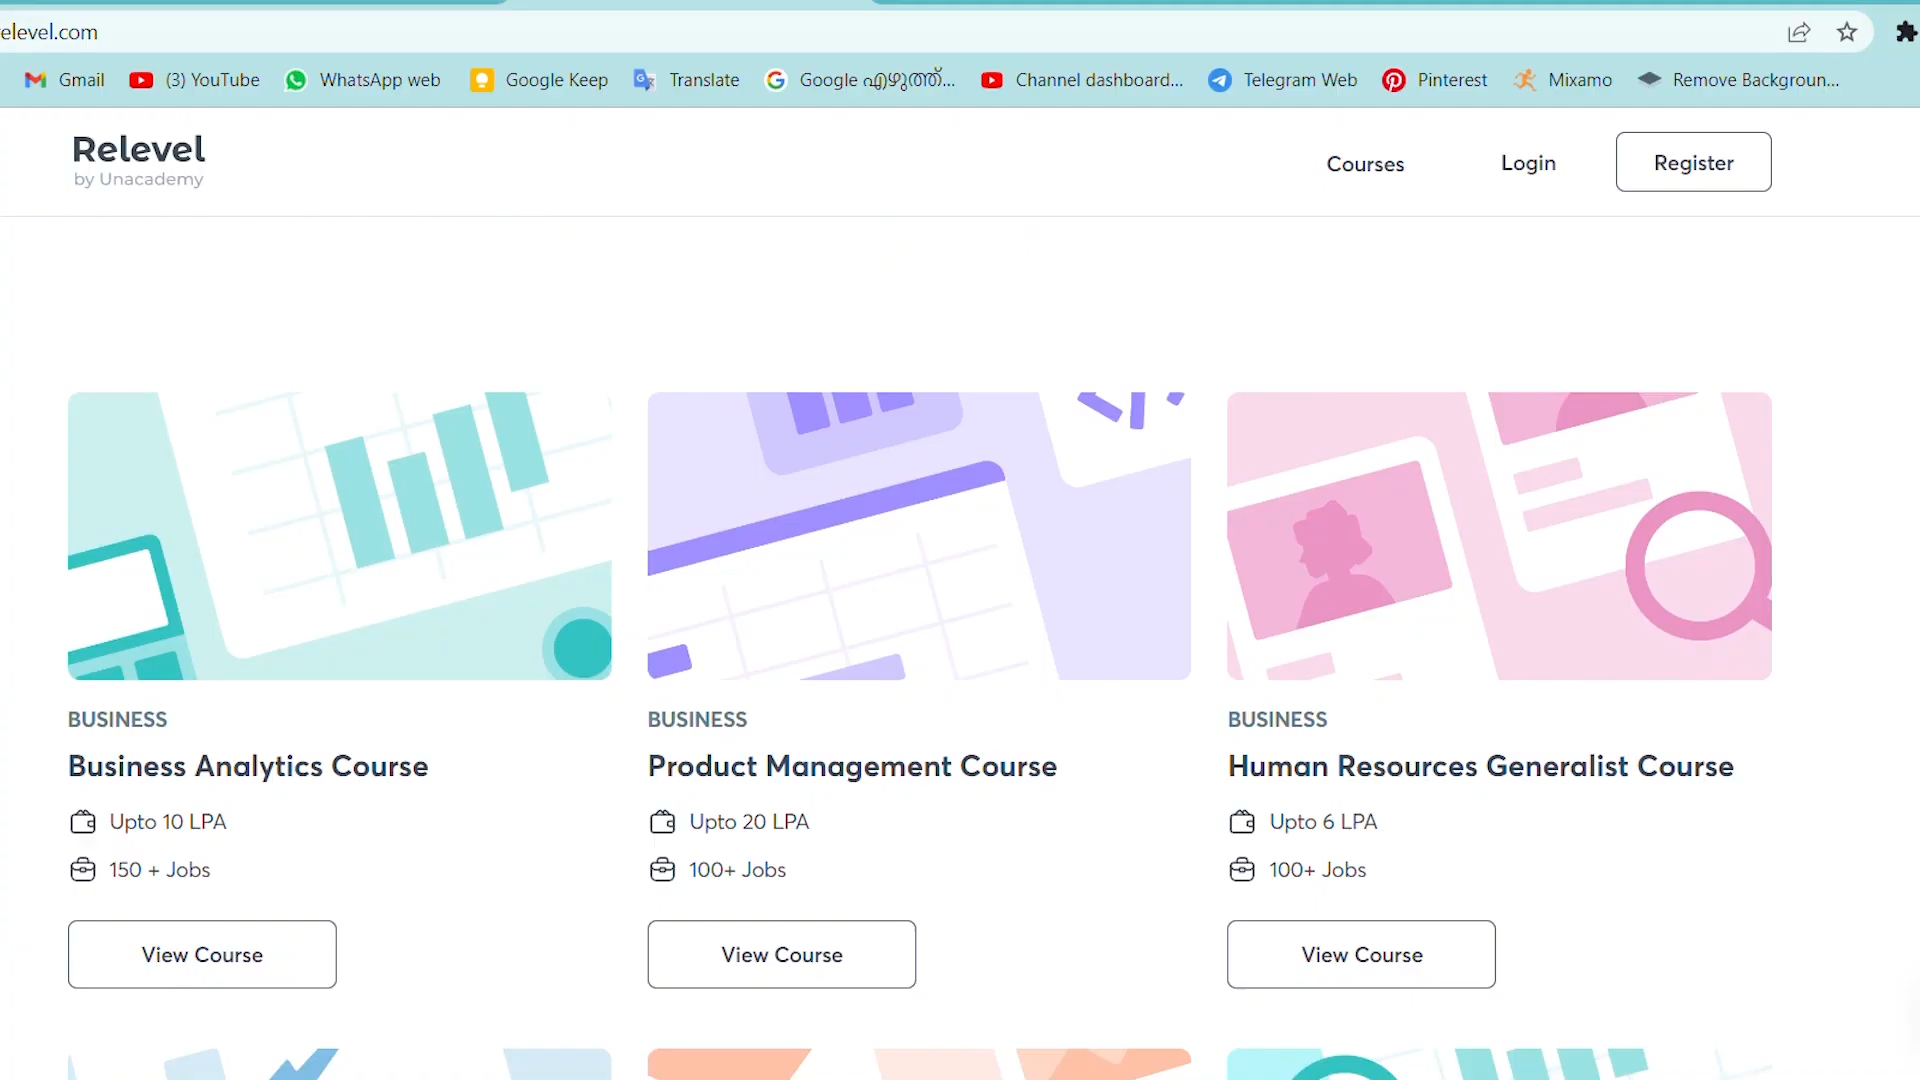 elevel.com
Gmail
(3) YouTube
WhatsApp web
Google Keep
Translate
Google എഴുത്ത്...
Channel dashboard...
Telegram Web
Pinterest
Mixamo
Remove Backgroun...
Relevel
by Unacademy
Courses
Login
Register
BUSINESS
Business Analytics Course
Upto 10 LPA
150 + Jobs
View Course
BUSINESS
Product Management Course
Upto 20 LPA
100+ Jobs
View Course
BUSINESS
Human Resources Generalist Course
Upto 6 LPA
100+ Jobs
View Course